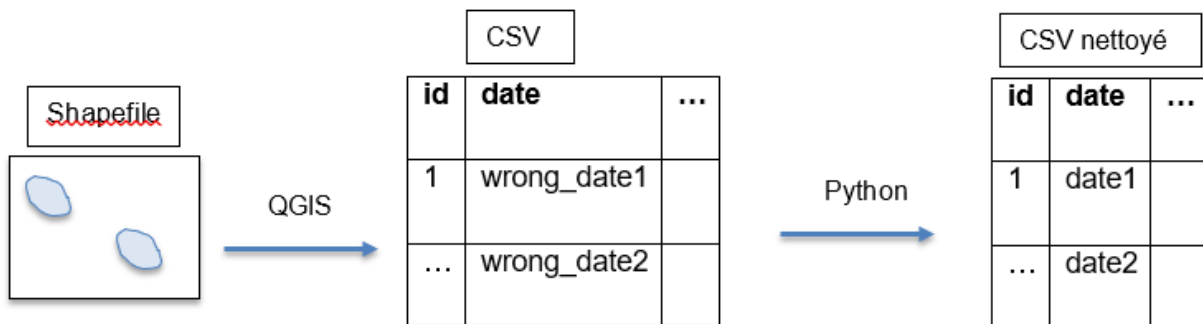 Shapefile
QGIS
CSV
id date ...
1 wrong_date1
... wrong_date2
Python
CSV nettoyé
id date ...
1 date1
... date2